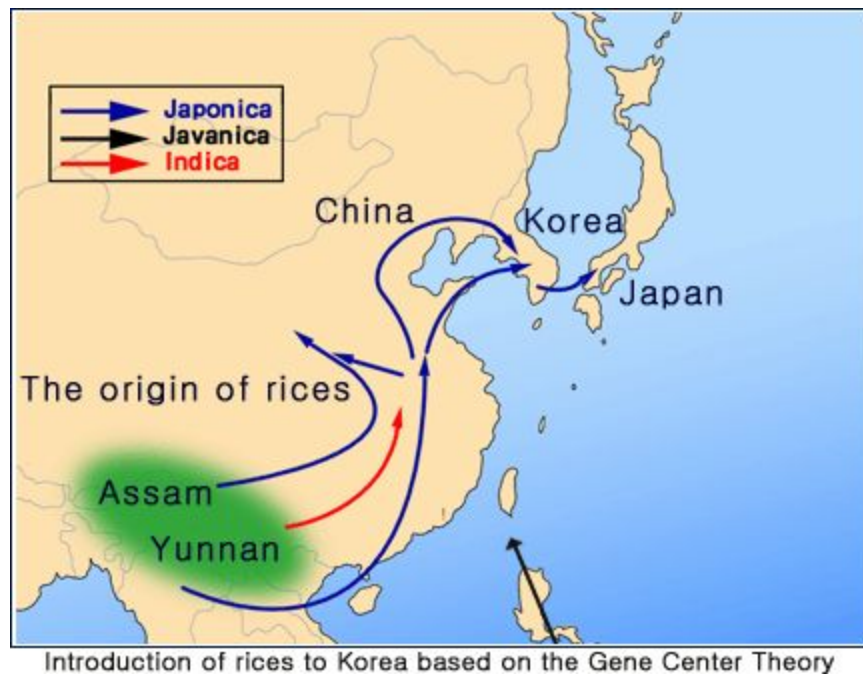 Japonica
Javanica
Indica
China
Korea
Japan
The origin of rices
Assam
Yunnan
Introduction of rices to Korea based on the Gene Center Theory